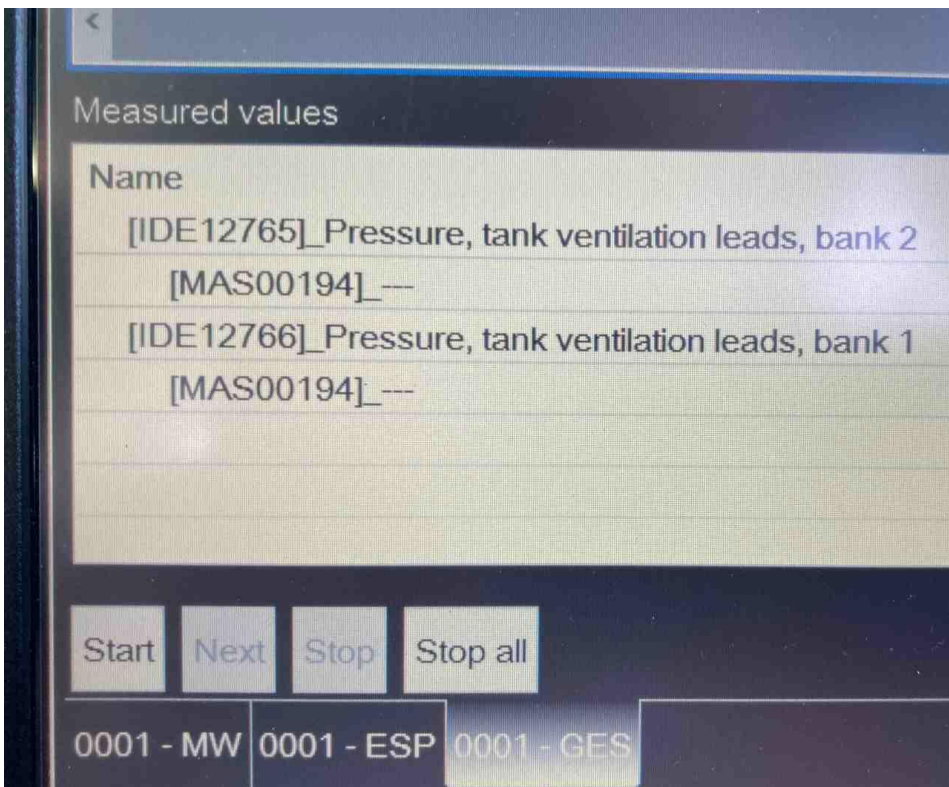 <
Measured values
Name
[IDE12765]_Pressure, tank ventilation leads, bank 2
[MAS00194]_---
[IDE12766]_Pressure, tank ventilation leads, bank 1
[MAS00194]_---
Start Next Stop Stop all
0001 - MW 0001 - ESP 0001 - GES